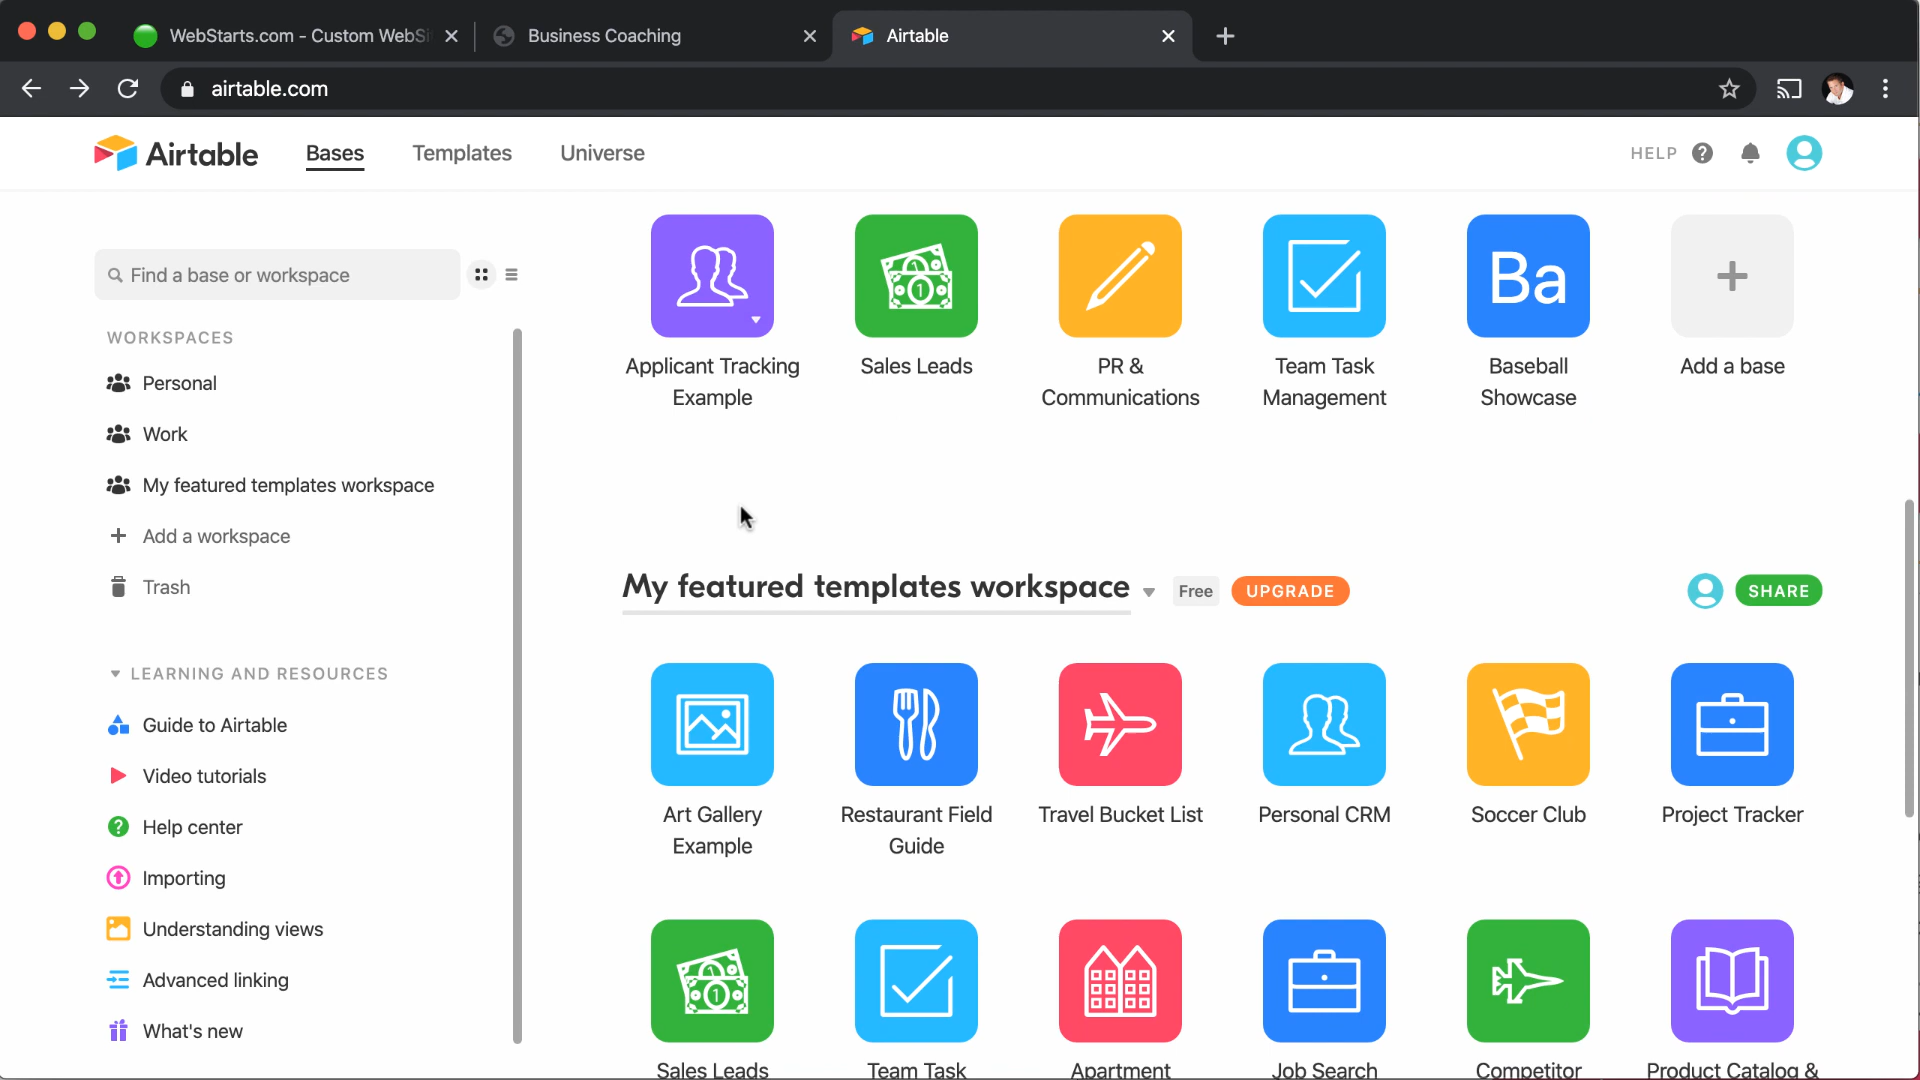 WebStarts.com - Custom WebSi
Business Coaching
Airtable
airtable.com
Airtable
Bases
Templates
Universe
HELP
Find a base or workspace
WORKSPACES
Personal
Work
My featured templates workspace
Add a workspace
Trash
LEARNING AND RESOURCES
Guide to Airtable
Video tutorials
Help center
Importing
Understanding views
Advanced linking
What's new
Applicant Tracking
Example
Sales Leads
PR &
Communications
Team Task
Management
Ba
Baseball
Showcase
Add a base
My featured templates workspace
Free
UPGRADE
SHARE
Art Gallery
Example
Restaurant Field
Guide
Travel Bucket List
Personal CRM
Soccer Club
Project Tracker
Sales Leads
Team Task
Apartment
Job Search
Competitor
Product Catalog &